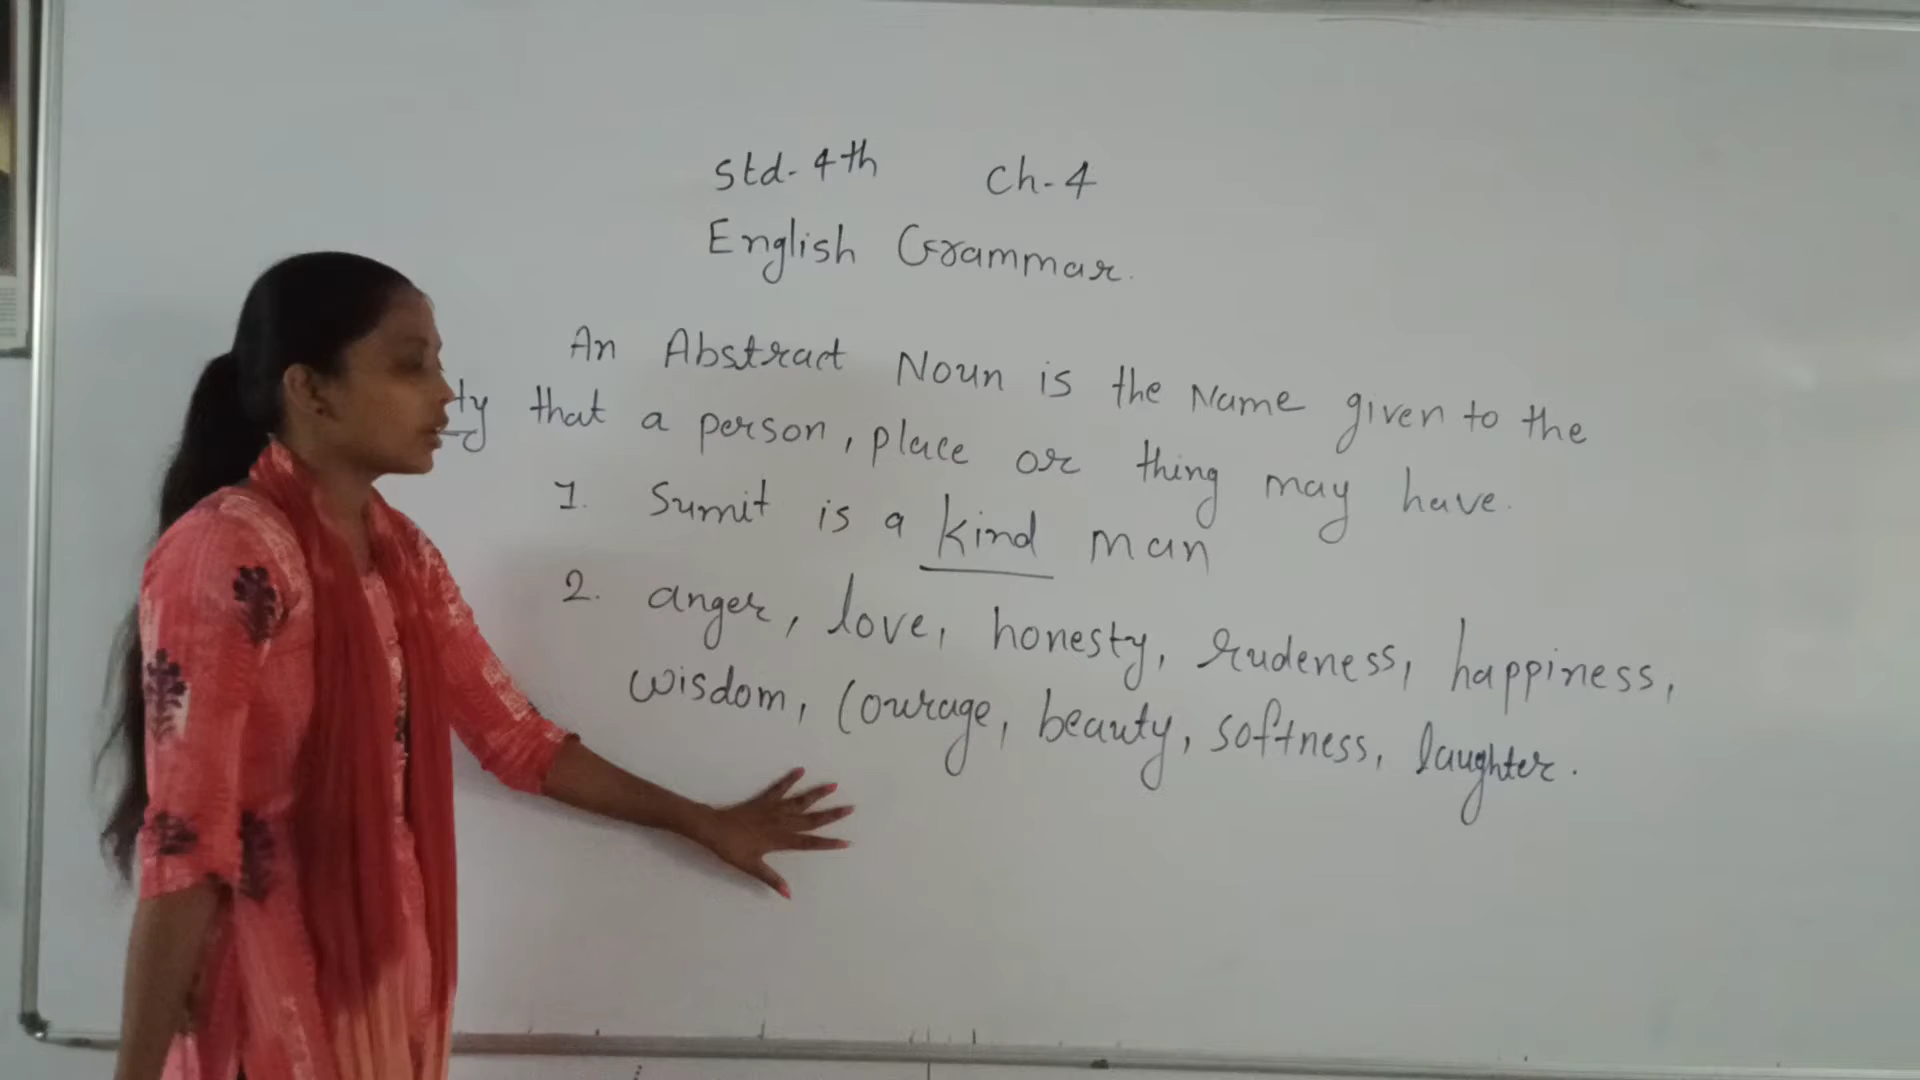 Std-4th Ch-4
English Grammar.
An Abstract Noun is the Name given to the
that a person, place or thing may have.
1. Sumit is a kind man
2. anger, love, honesty, rudeness, happiness,
wisdom, Courage, beauty, softness, laughter.